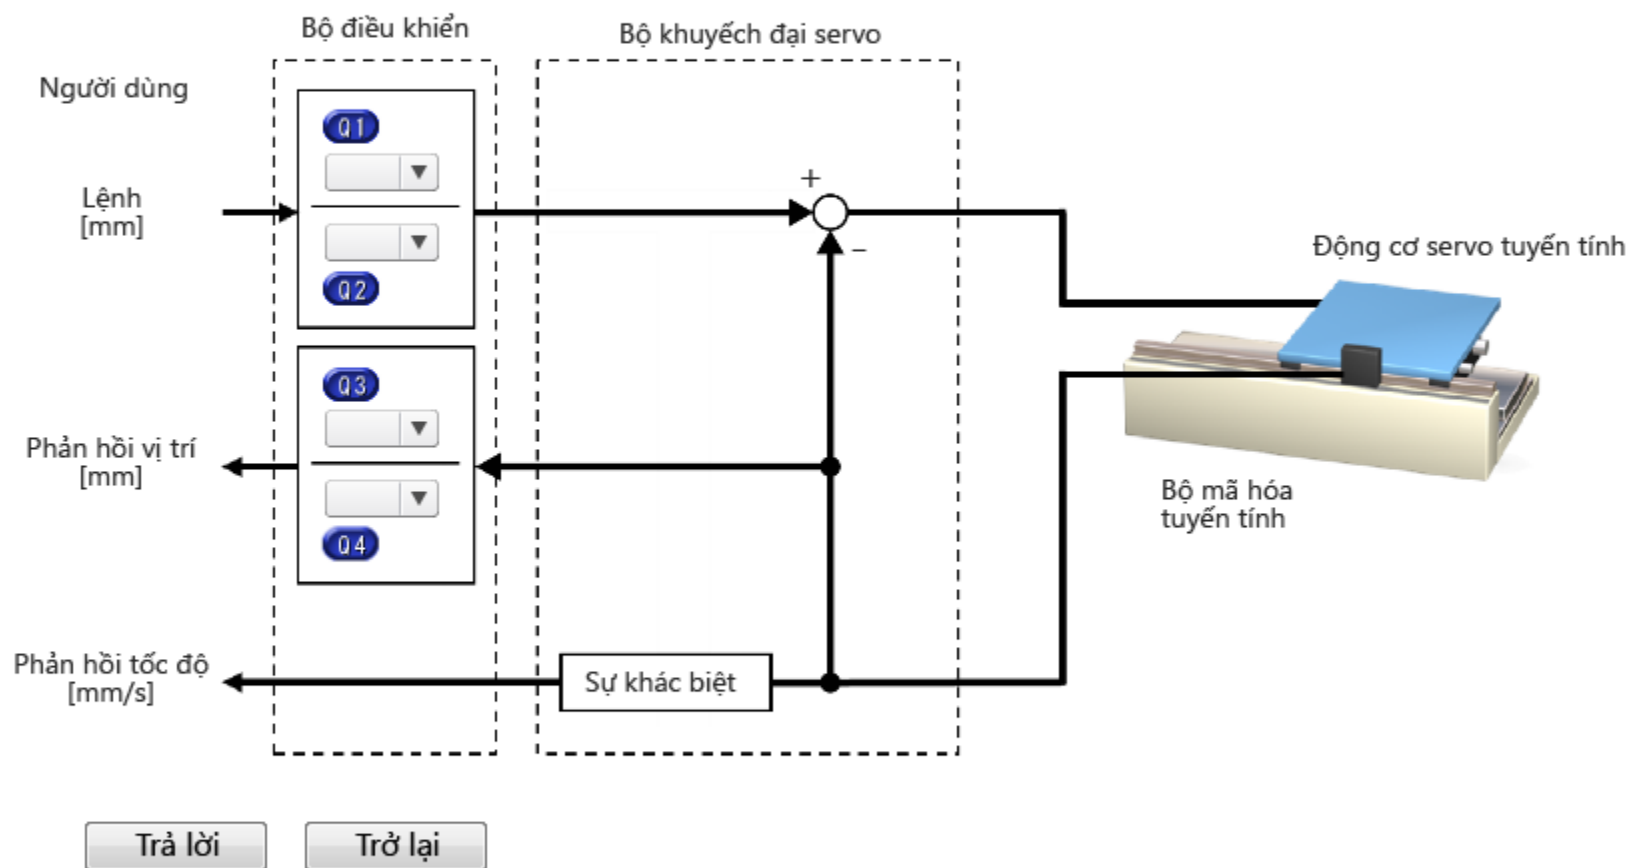 Bộ điều khiển
Bộ khuyếch đại servo
Người dùng
Q1
▼
Lệnh
[mm]
+
▼
−
Q2
Động cơ servo tuyến tính
Q3
▼
Phản hồi vị trí
[mm]
▼
Q4
Bộ mã hóa
tuyến tính
Phản hồi tốc độ
[mm/s]
Sự khác biệt
Trả lời
Trở lại